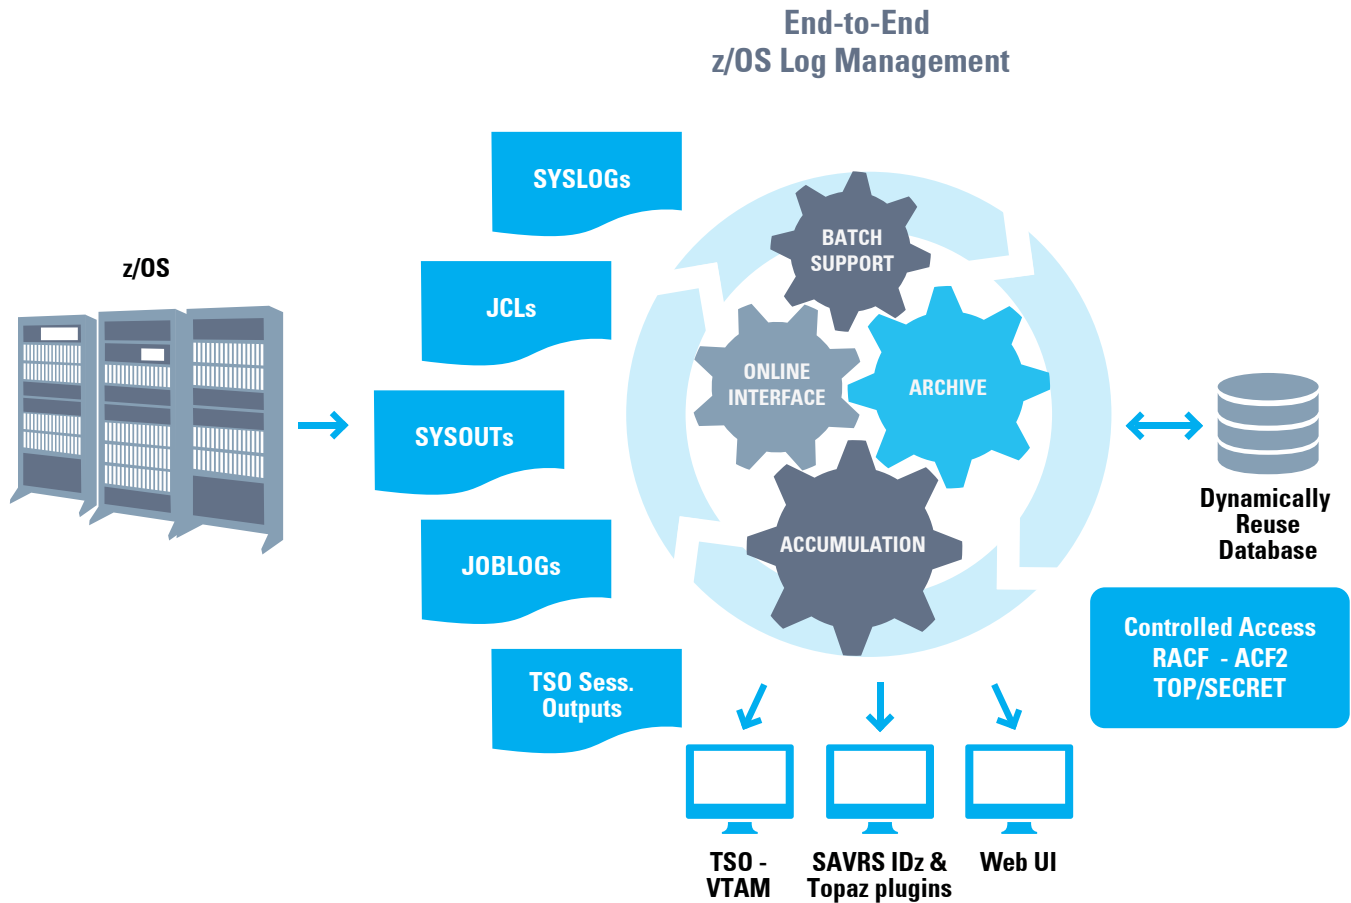 End-to-End
z/OS Log Management
z/OS
SYSLOGs
JCLs
SYSOUTs
JOBLOGs
TSO Sess.
Outputs
BATCH
SUPPORT
ONLINE
INTERFACE
ARCHIVE
ACCUMULATION
Dynamically
Reuse
Database
Controlled Access
RACF - ACF2
TOP/SECRET
TSO -
VTAM
SAVRS IDz &
Topaz plugins
Web UI